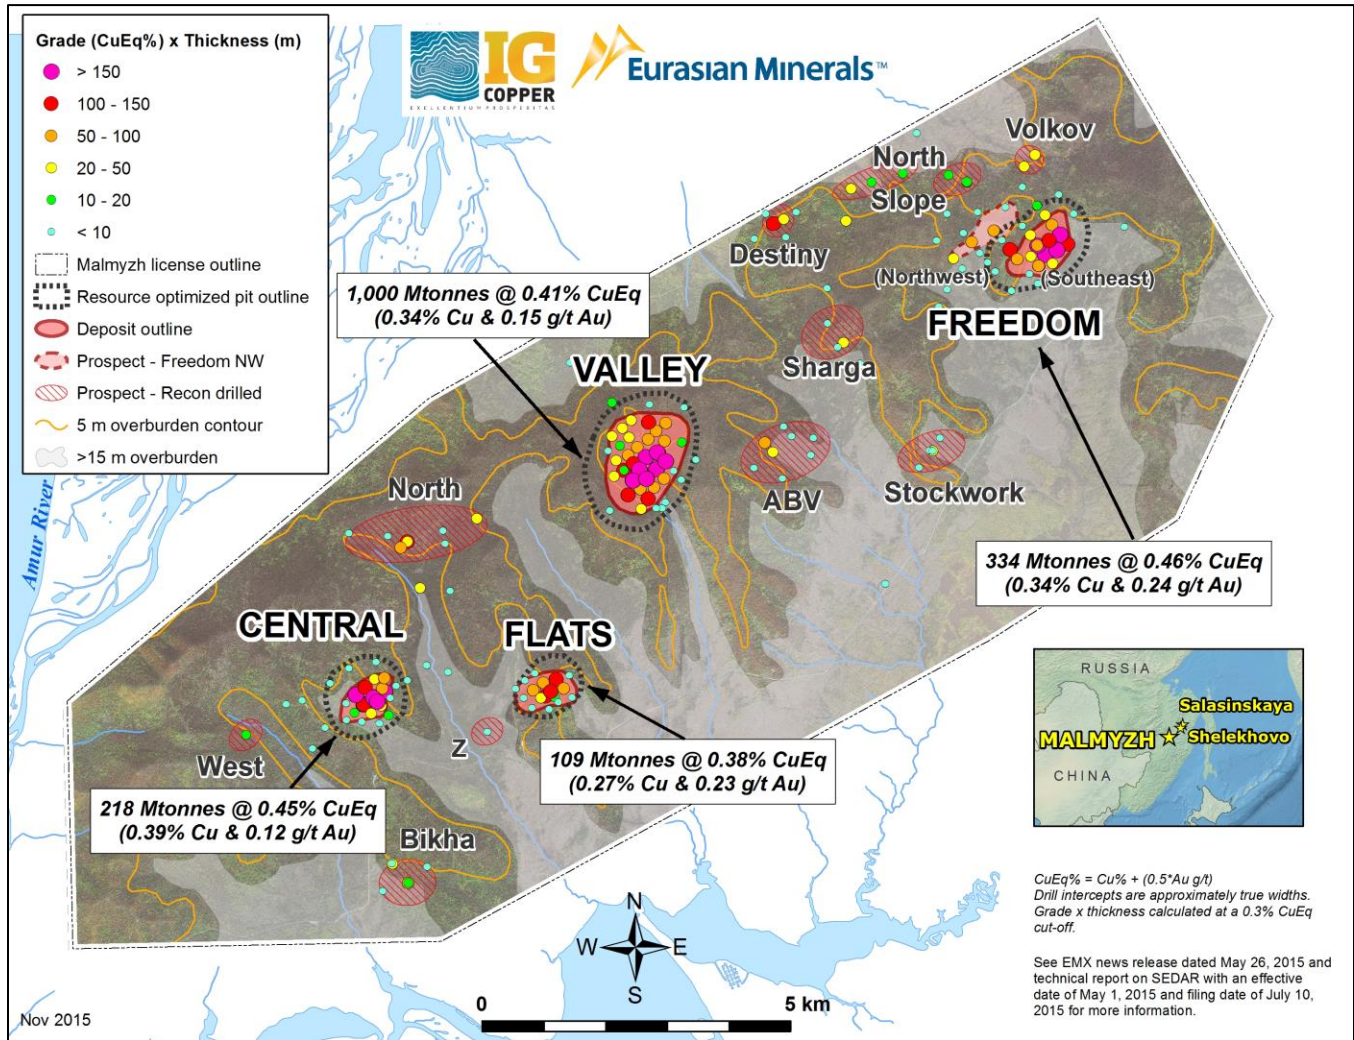 Grade (CuEq%) x Thickness (m)
> 150
100 - 150
50 - 100
20 - 50
10 - 20
< 10
Malmyzh license outline
Resource optimized pit outline
Deposit outline
Prospect - Freedom NW
Prospect - Recon drilled
5 m overburden contour
>15 m overburden
IG
COPPER
EXELLENTIUM PROSPERITAS
Eurasian Minerals™
Volkov
North
Slope
Destiny
(Northwest)
(Southeast)
FREEDOM
1,000 Mtonnes @ 0.41% CuEq
(0.34% Cu & 0.15 g/t Au)
VALLEY
Sharga
North
ABV
Stockwork
Amur River
334 Mtonnes @ 0.46% CuEq
(0.34% Cu & 0.24 g/t Au)
CENTRAL
FLATS
West
Z
109 Mtonnes @ 0.38% CuEq
(0.27% Cu & 0.23 g/t Au)
218 Mtonnes @ 0.45% CuEq
(0.39% Cu & 0.12 g/t Au)
Bikha
RUSSIA
Salasinskaya
MALMYZH
Shelekhovo
CHINA
CuEq% = Cu% + (0.5*Au g/t)
Drill intercepts are approximately true widths.
Grade x thickness calculated at a 0.3% CuEq
cut-off.
See EMX news release dated May 26, 2015 and
technical report on SEDAR with an effective
date of May 1, 2015 and filing date of July 10,
2015 for more information.
N
W
E
S
0
5 km
Nov 2015